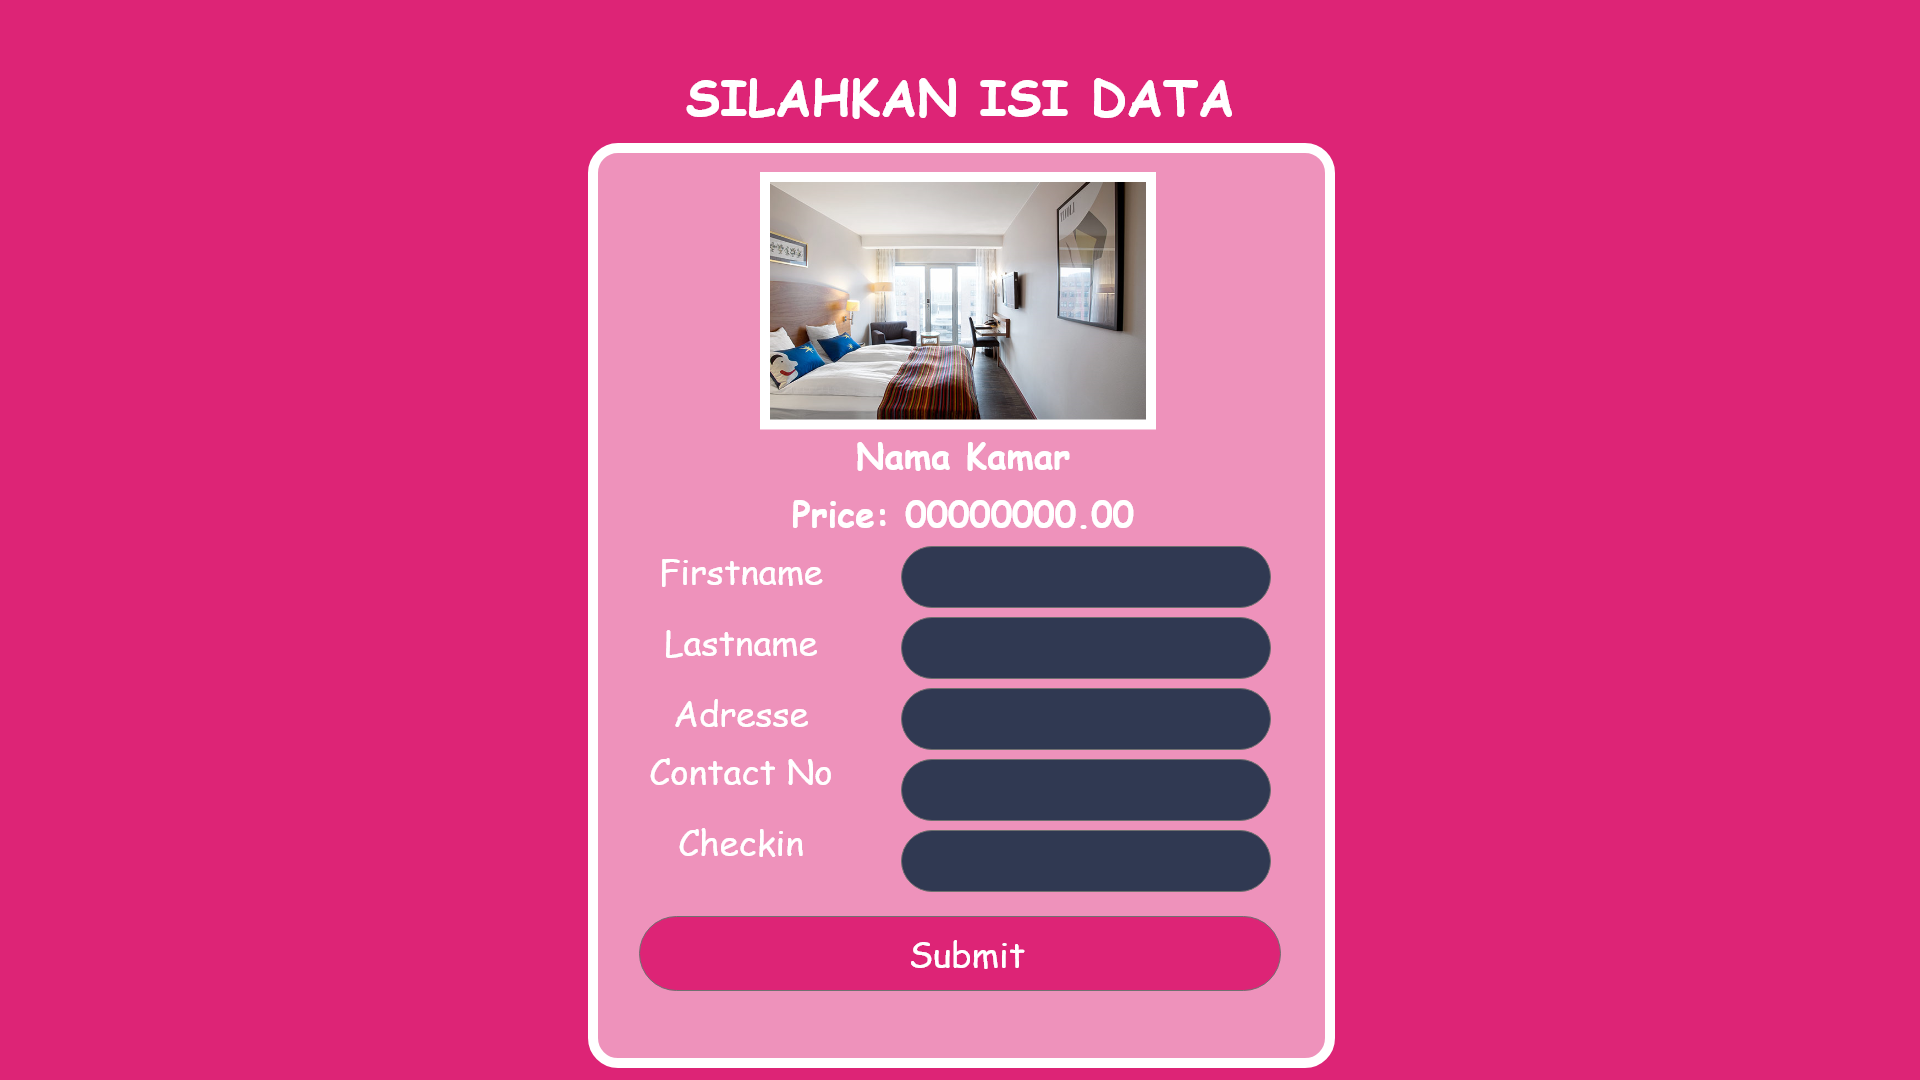 SILAHKAN ISI DATA
Nama Kamar
Price: 00000000.00
Firstname
Lastname
Adresse
Contact No
Checkin
Submit